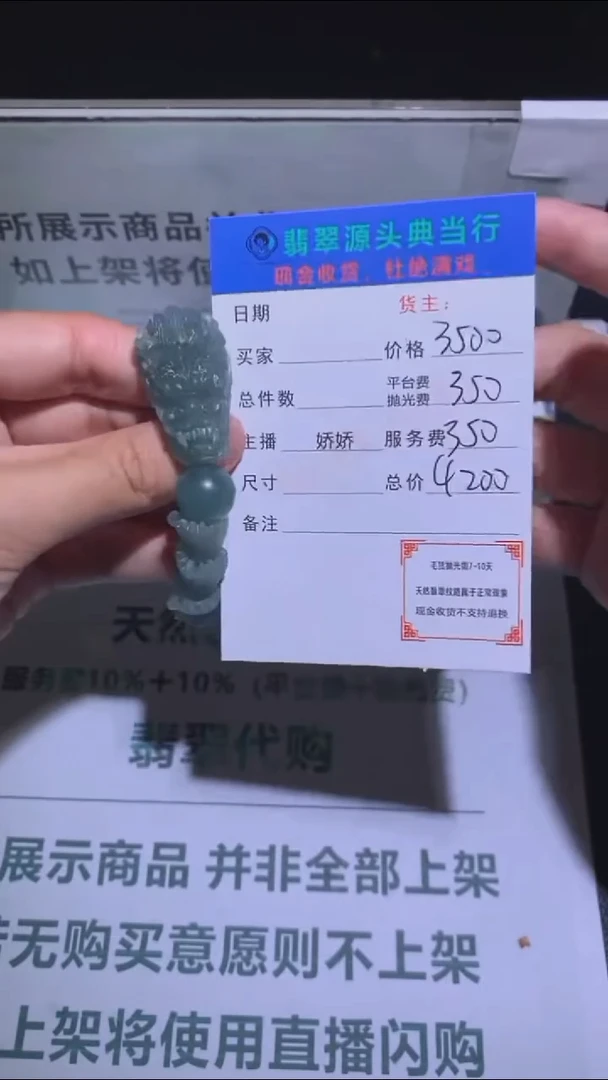 所展示商品
如上架将使
翡翠源头典当行
现金收货，杜绝演戏
日期 货主：
买家 价格 3500
总件数 平台费 抛光费 350
主播 娇娇 服务费 350
尺寸 总价 4200
备注
毛货抛光需7-10天
天然翡翠纹路属于正常现象
现金收货不支持退换
天然
服务费10%+10%（平台费+抛光费）
翡翠代购
展示商品 并非全部上架
若无购买意愿则不上架
上架将使用直播闪购